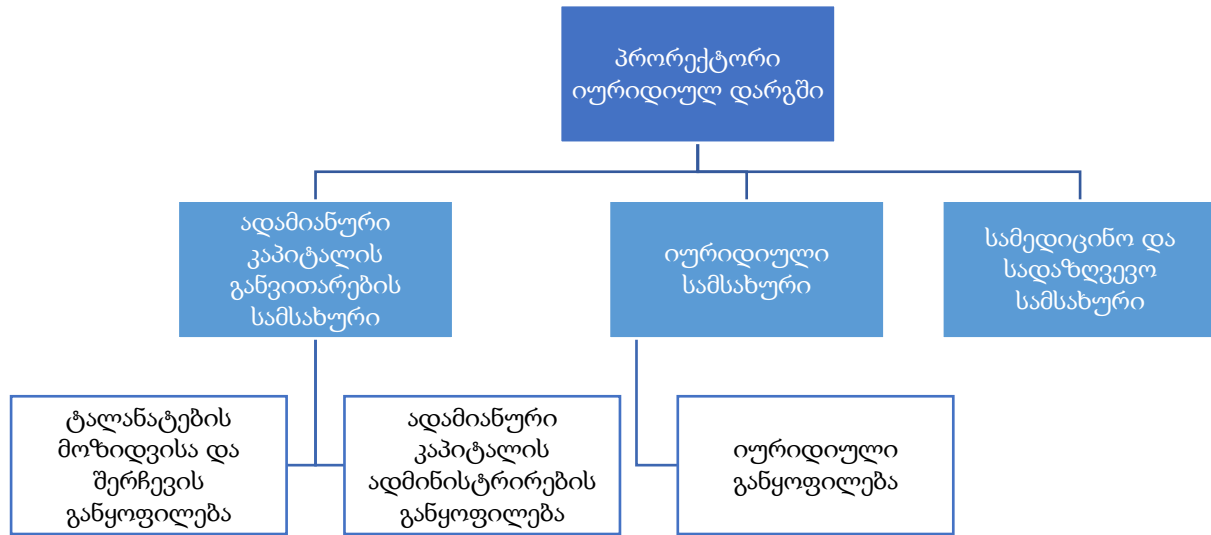 პრორექტორი
იურიდიულ დარგში
ადამიანური
კაპიტალის
განვითარების
სამსახური
იურიდიული
სამსახური
სამედიცინო და
სადაზღვევო
სამსახური
ტალანატების
მოზიდვისა და
შერჩევის
განყოფილება
ადამიანური
კაპიტალის
ადმინისტრირების
განყოფილება
იურიდიული
განყოფილება